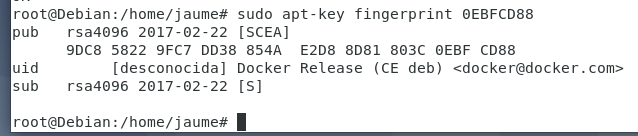 root@Debian:/home/jaume# sudo apt-key fingerprint 0EBFCD88
pub   rsa4096 2017-02-22 [SCEA]
      9DC8 5822 9FC7 DD38 854A  E2D8 8D81 803C 0EBF CD88
uid        [desconocida] Docker Release (CE deb) <docker@docker.com>
sub   rsa4096 2017-02-22 [S]
root@Debian:/home/jaume#